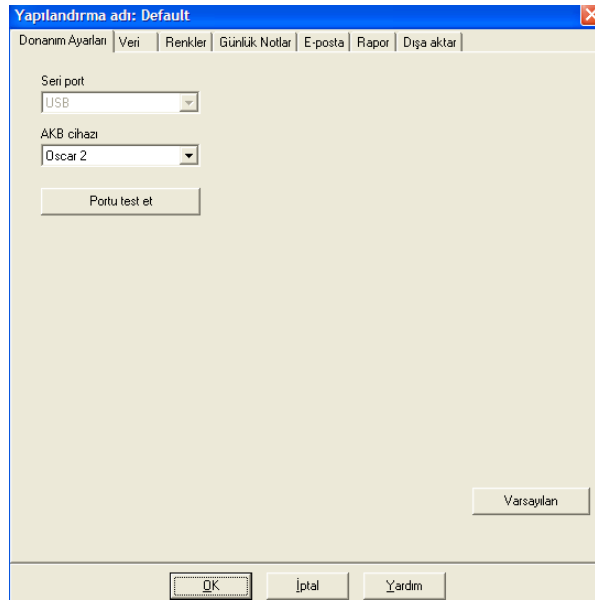 Yapılandırma adı: Default
Donanım Ayarları Veri Renkler Günlük Notlar E-posta Rapor Dışa aktar
Seri port
USB
AKB cihazı
Oscar 2
Portu test et
Varsayılan
OK İptal Yardım